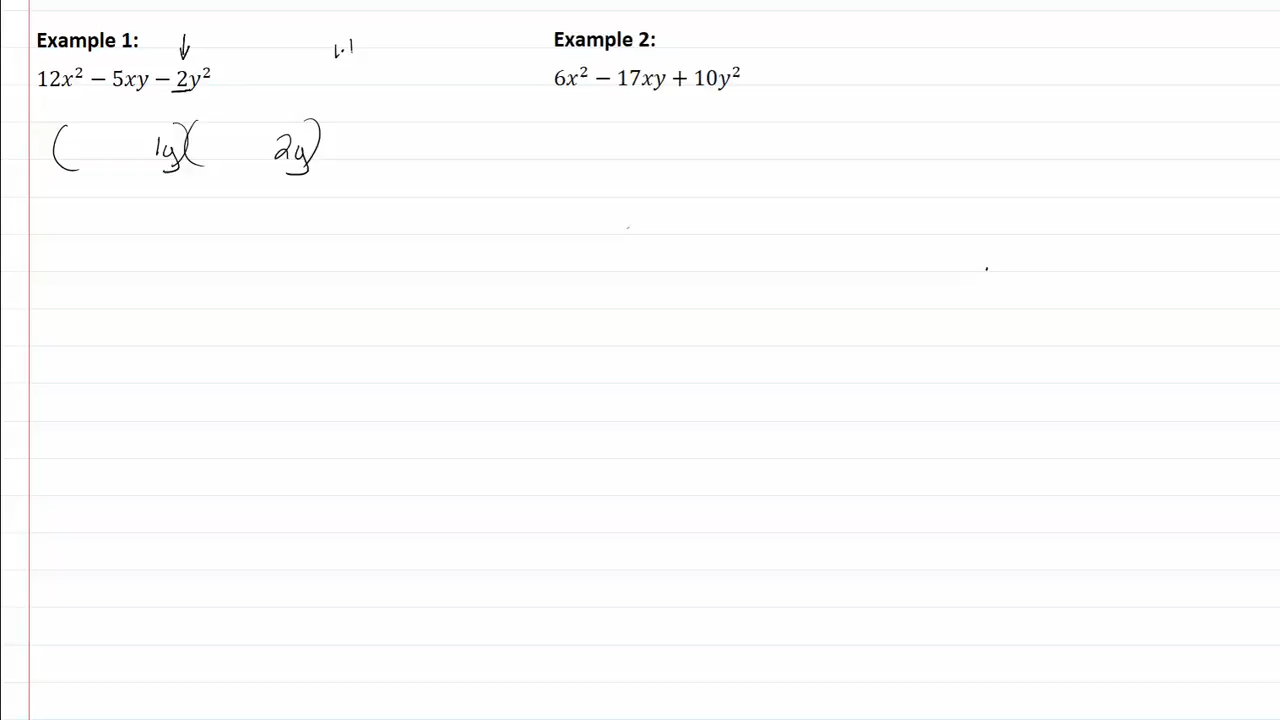 Example 1:
12x² − 5xy − 2y²
( 1y)( 2y)
Example 2:
6x² − 17xy + 10y²